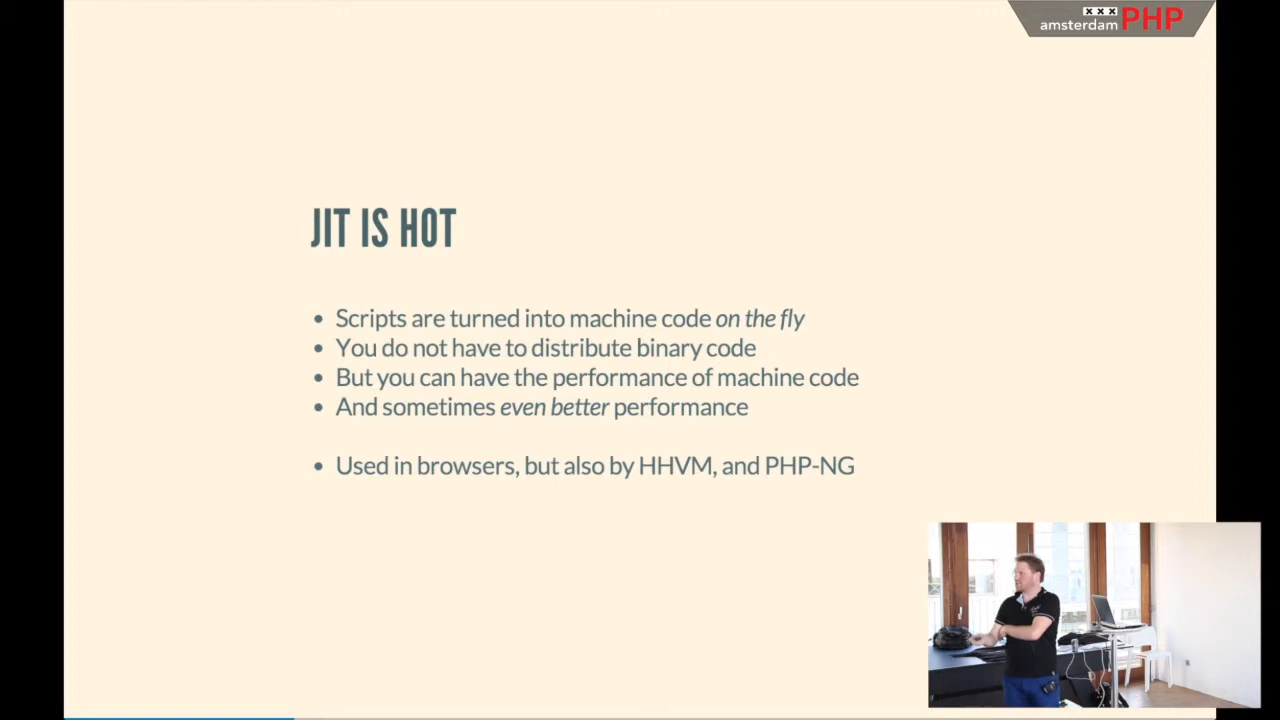 xxx
amsterdam PHP
JIT IS HOT
• Scripts are turned into machine code on the fly
• You do not have to distribute binary code
• But you can have the performance of machine code
• And sometimes even better performance
• Used in browsers, but also by HHVM, and PHP-NG